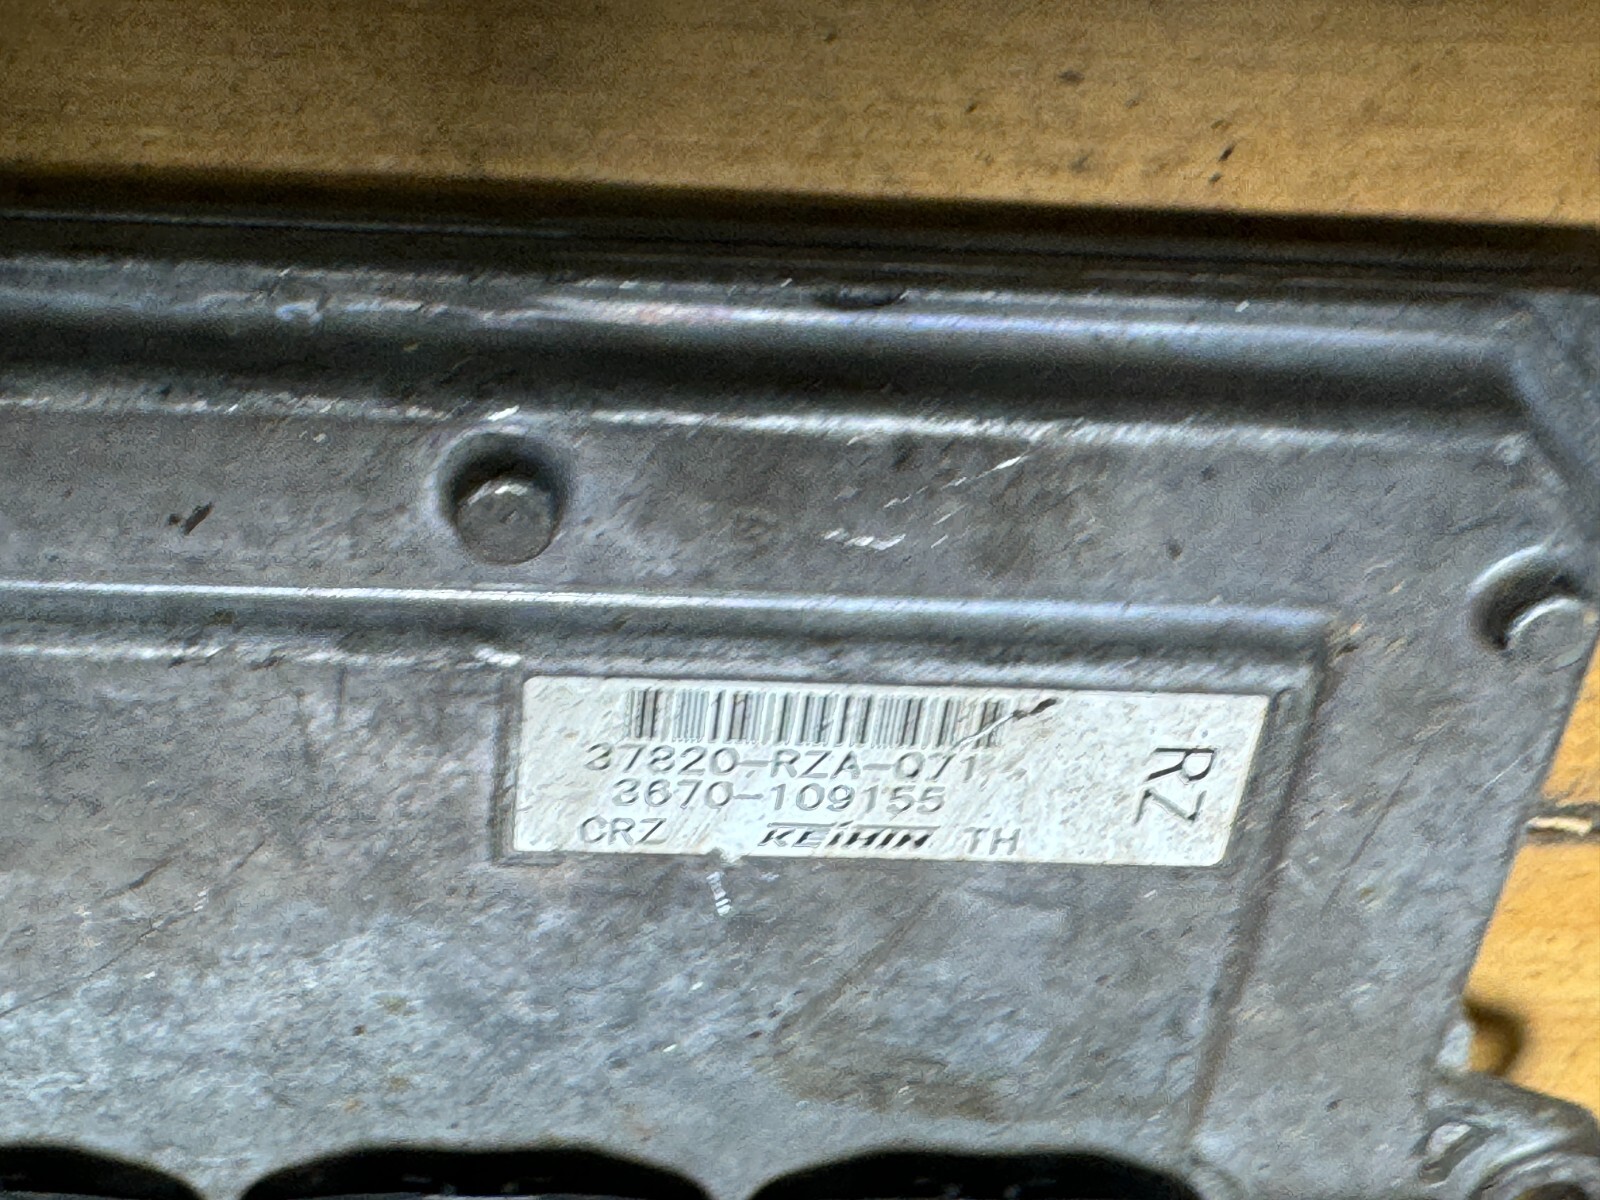 37820-RZA-071
3670-109155
CRZ KEIHIN TH
RZ